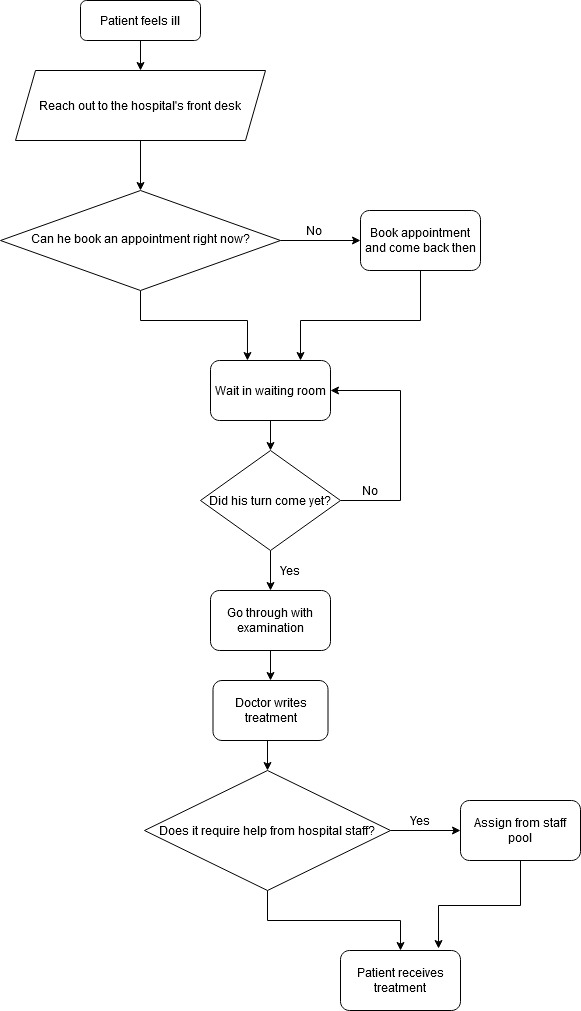 Patient feels ill
Reach out to the hospital's front desk
Can he book an appointment right now?
No
Book appointment
and come back then
Wait in waiting room
Did his turn come yet?
No
Yes
Go through with
examination
Doctor writes
treatment
Does it require help from hospital staff?
Yes
Assign from staff
pool
Patient receives
treatment